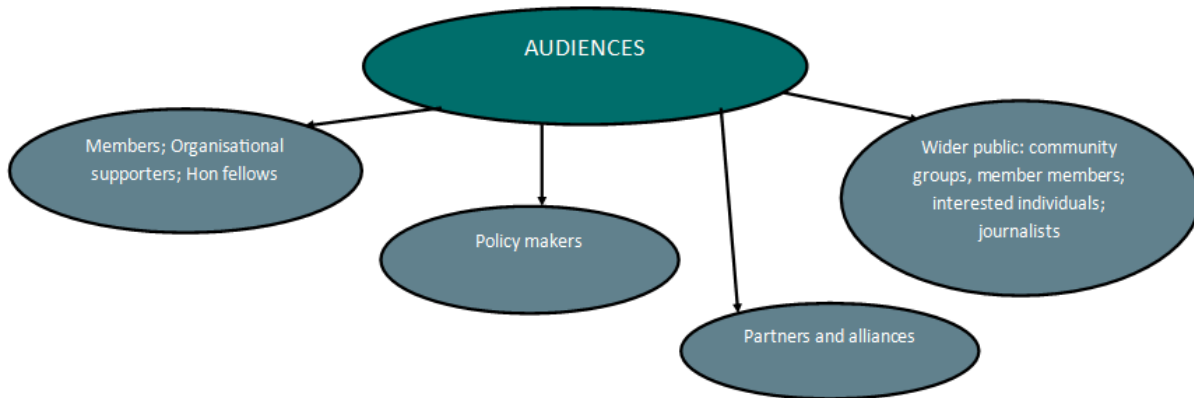 AUDIENCES
Members; Organisational
supporters; Hon fellows
Wider public: community
groups, member members;
interested individuals;
journalists
Policy makers
Partners and alliances